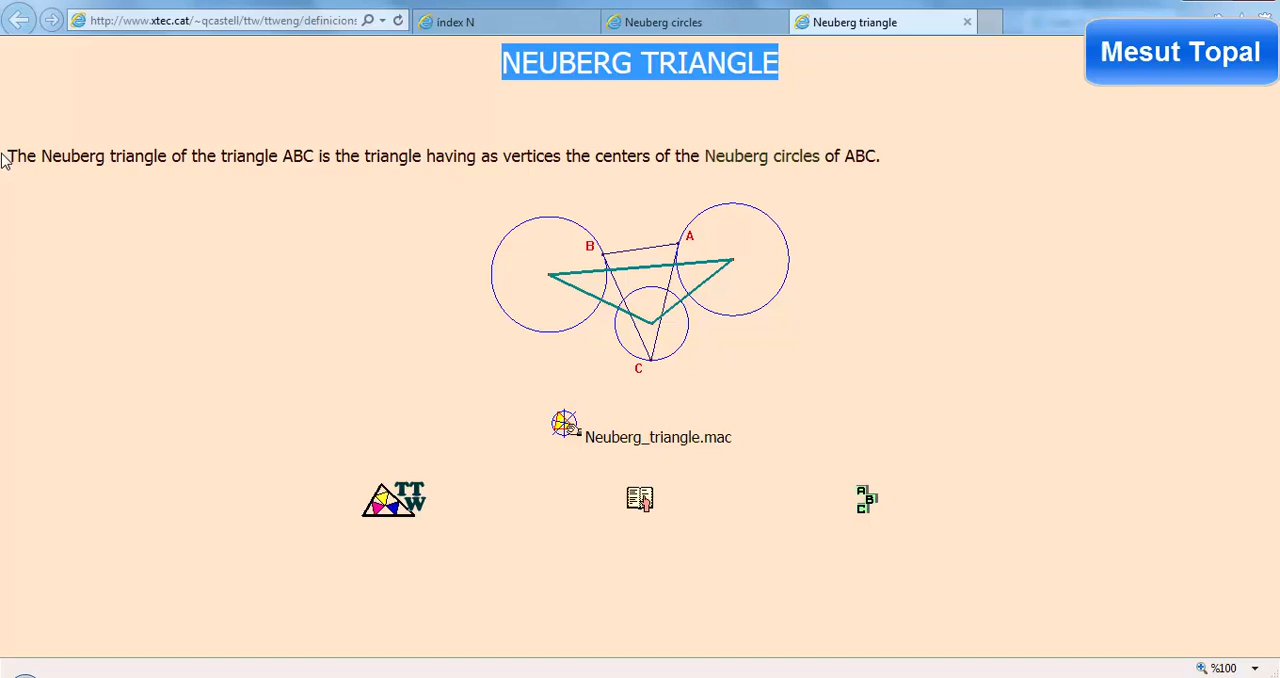 http://www.xtec.cat/~qcastell/ttw/ttweng/definicions
índex N
Neuberg circles
Neuberg triangle
Mesut Topal
NEUBERG TRIANGLE
The Neuberg triangle of the triangle ABC is the triangle having as vertices the centers of the Neuberg circles of ABC.
B
A
C
Neuberg_triangle.mac
TT
W
A
B
C
%100